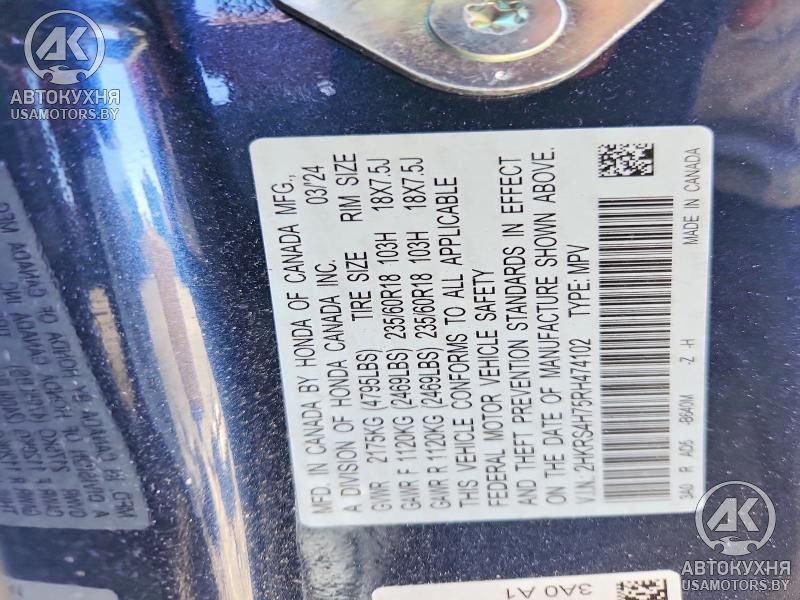 AK
АВТОКУХНЯ
USAMOTORS.BY
MFD. IN CANADA BY HONDA OF CANADA MFG.,
A DIVISION OF HONDA CANADA INC. 03/'24
GVWR 2175KG (4795LBS) TIRE SIZE RIM SIZE
GAWR F 1120KG (2469LBS) 235/60R18 103H 18X7.5J
GAWR R 1120KG (2469LBS) 235/60R18 103H 18X7.5J
THIS VEHICLE CONFORMS TO ALL APPLICABLE
FEDERAL MOTOR VEHICLE SAFETY
AND THEFT PREVENTION STANDARDS IN EFFECT
ON THE DATE OF MANUFACTURE SHOWN ABOVE.
V.I.N.: 2HKRS4H75RH474102 TYPE: MPV
3A0 R AD5 -B640M -Z -H MADE IN CANADA
3A0 A1
AK
АВТОКУХНЯ
USAMOTORS.BY